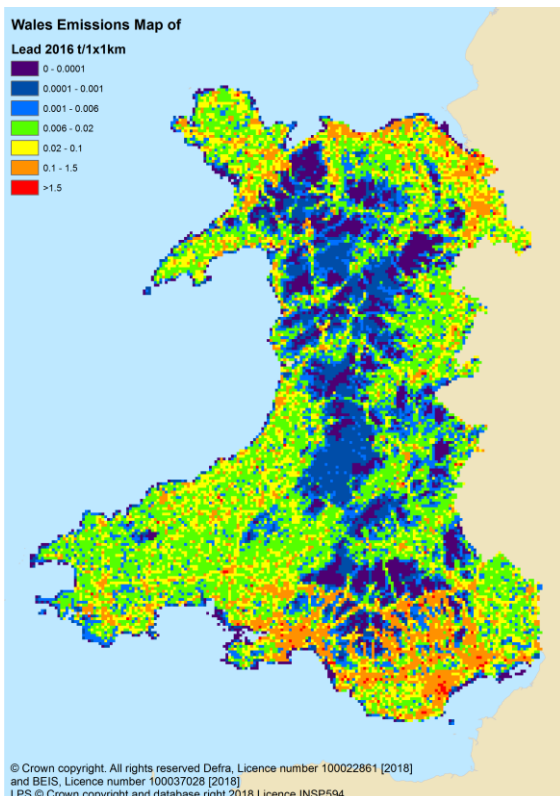 Wales Emissions Map of
Lead 2016 t/1x1km
0 - 0.0001
0.0001 - 0.001
0.001 - 0.006
0.006 - 0.02
0.02 - 0.1
0.1 - 1.5
>1.5
© Crown copyright. All rights reserved Defra, Licence number 100022861 [2018]
and BEIS, Licence number 100037028 [2018]
LPS © Crown copyright and database right 2018 Licence INSP594